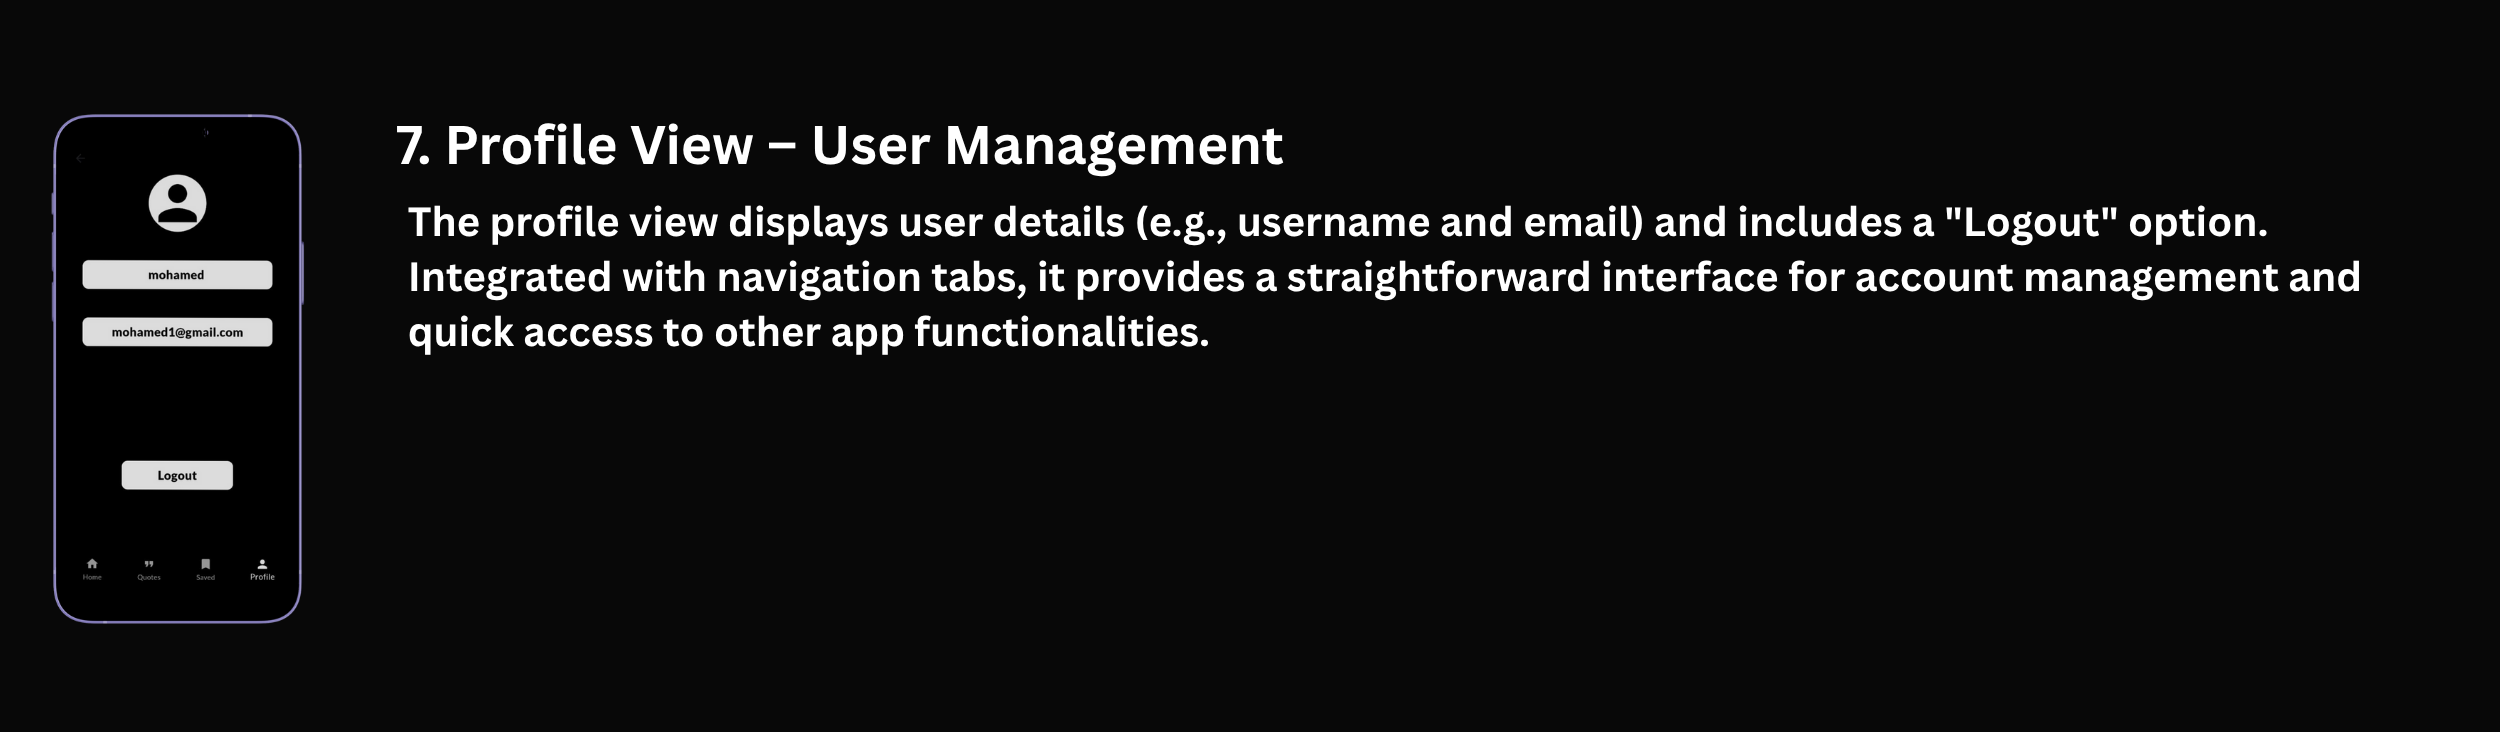 7. Profile View – User Management
The profile view displays user details (e.g., username and email) and includes a "Logout" option.
Integrated with navigation tabs, it provides a straightforward interface for account management and
quick access to other app functionalities.
mohamed
mohamed1@gmail.com
Logout
Home Quotes Saved Profile